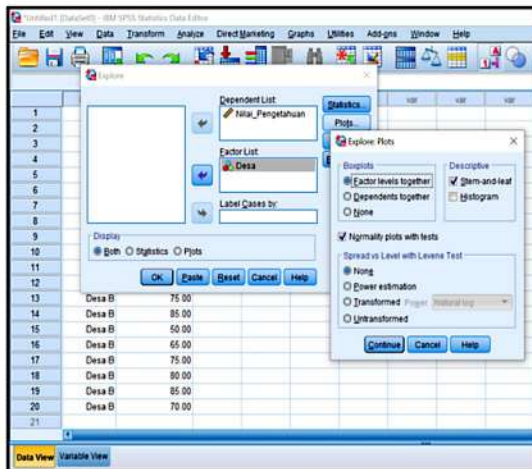 *Untitled1 [DataSet0] - IBM SPSS Statistics Data Editor
File Edit View Data Transform Analyze Direct Marketing Graphs Utilities Add-ons Window Help
Explore
Dependent List:
Nilai_Pengetahuan
Statistics...
Plots...
Factor List:
Desa
Label Cases by:
Display
Both Statistics Plots
OK Paste Reset Cancel Help
Explore: Plots
Boxplots
Factor levels together
Dependents together
None
Descriptive
Stem-and-leaf
Histogram
Normality plots with tests
Spread vs Level with Levene Test
None
Power estimation
Transformed Power: Natural log
Untransformed
Continue Cancel Help
var var var
1
2
3
4
5
6
7
8
9
10
11
12
13 Desa B 75.00
14 Desa B 85.00
15 Desa B 50.00
16 Desa B 65.00
17 Desa B 75.00
18 Desa B 80.00
19 Desa B 85.00
20 Desa B 70.00
21
Data View Variable View